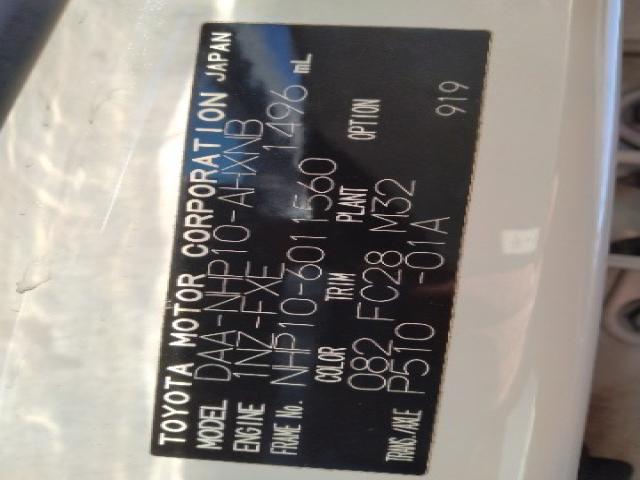 TOYOTA MOTOR CORPORATION JAPAN
MODEL DAA-NHP10-AHXNB
ENGINE 1NZ-FXE 1496 mL
FRAME No. NHP10-6011560
COLOR TRIM PLANT OPTION
082 FC28 M32
TRANS./AXLE P510 -01A 919